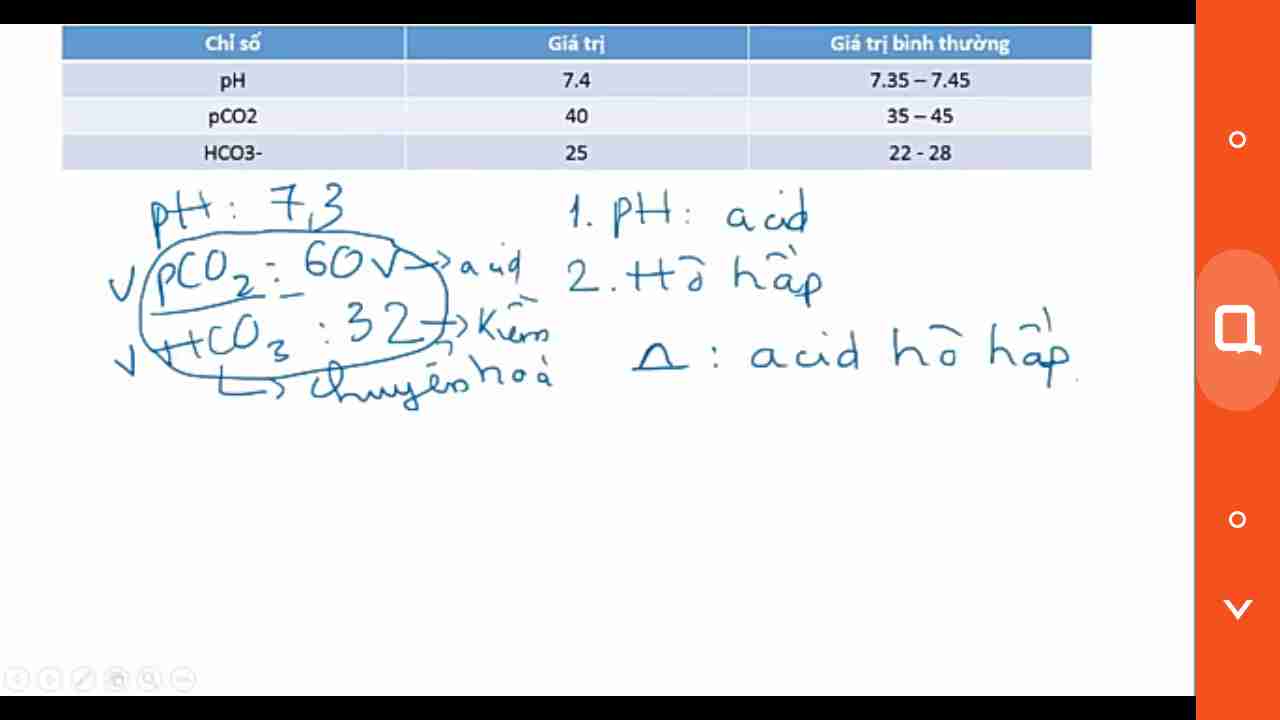 Chỉ số Giá trị Giá trị bình thường
pH 7.4 7.35 – 7.45
pCO2 40 35 – 45
HCO3- 25 22 - 28
pH: 7,3
pCO₂: 60 → acid
HCO₃: 32 → Kiềm
↳ chuyển hoá
1. pH: acid
2. Hô hấp
Δ: acid hô hấp.